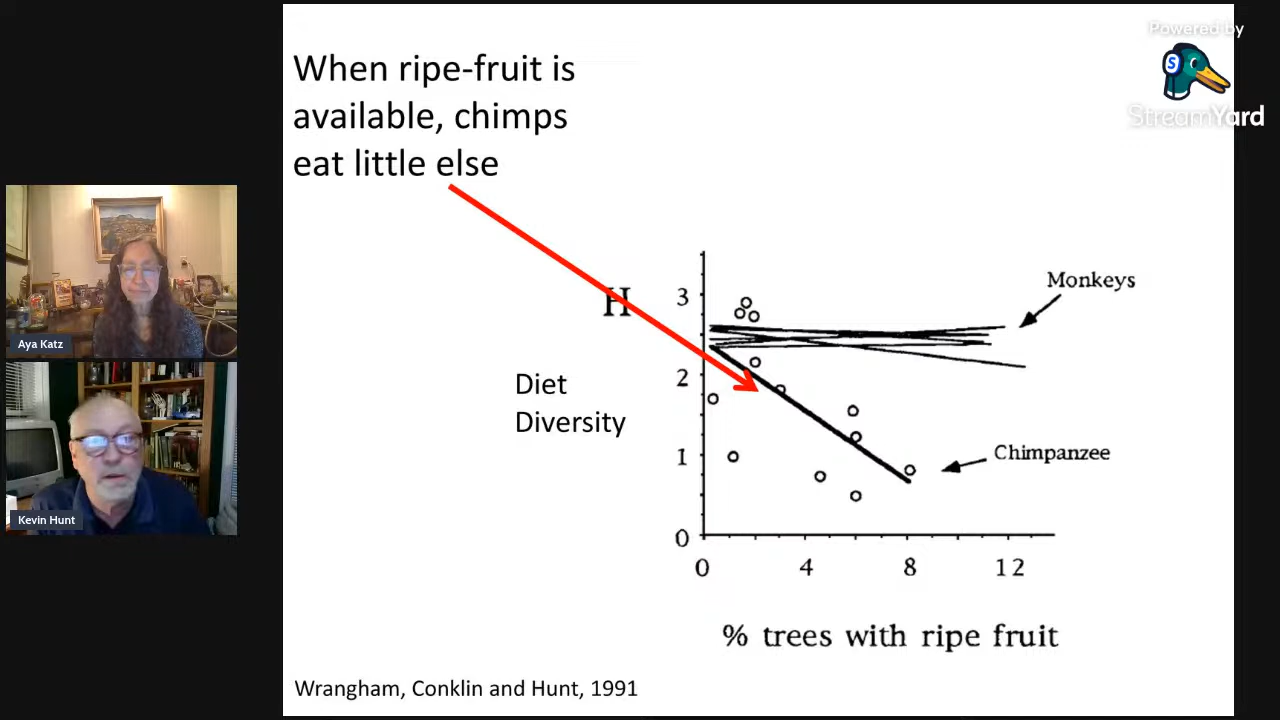 When ripe-fruit is
available, chimps
eat little else
Powered by
S
StreamYard
Aya Katz
Kevin Hunt
H
Diet
Diversity
3
2
1
0
Monkeys
Chimpanzee
0 4 8 12
% trees with ripe fruit
Wrangham, Conklin and Hunt, 1991